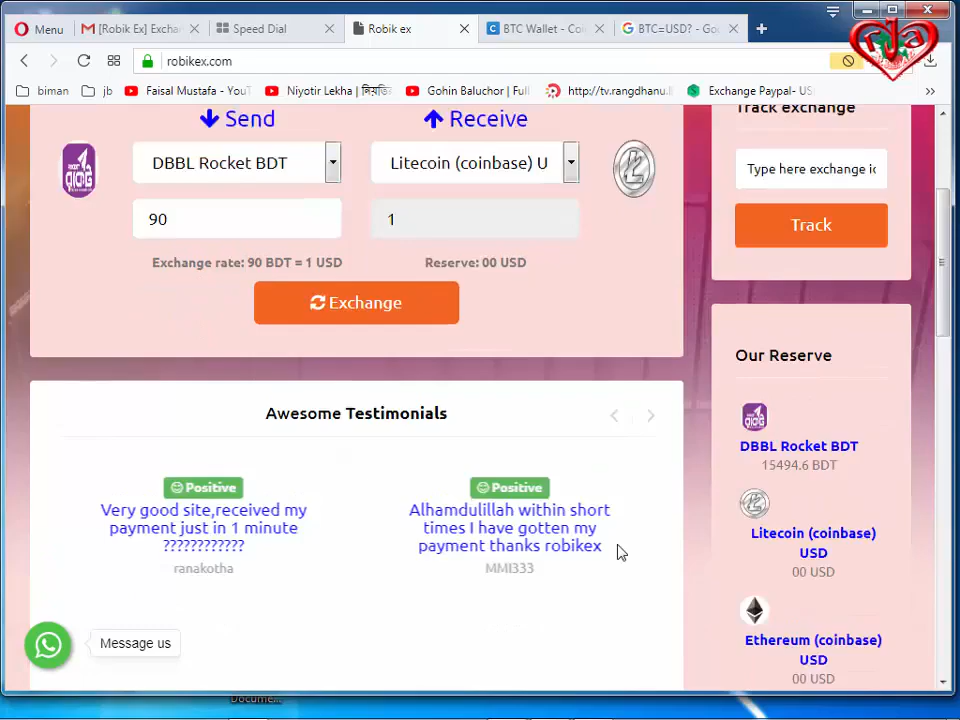 Menu
[Robik Ex] Exchan
Speed Dial
Robik ex
BTC Wallet - Coi
BTC=USD? - Goo
robikex.com
biman
jb
Faisal Mustafa - YouT
Niyotir Lekha | নিয়তি
Gohin Baluchor | Full
http://tv.rangdhanu.l
Exchange Paypal- US
Send
Receive
DBBL Rocket BDT
Litecoin (coinbase) U
90
1
Exchange rate: 90 BDT = 1 USD
Reserve: 00 USD
Exchange
Track exchange
Type here exchange id
Track
Awesome Testimonials
Positive
Very good site,received my
payment just in 1 minute
????????????
ranakotha
Positive
Alhamdulillah within short
times I have gotten my
payment thanks robikex
MMI333
Our Reserve
DBBL Rocket BDT
15494.6 BDT
Litecoin (coinbase)
USD
00 USD
Ethereum (coinbase)
USD
00 USD
Message us
Docume...